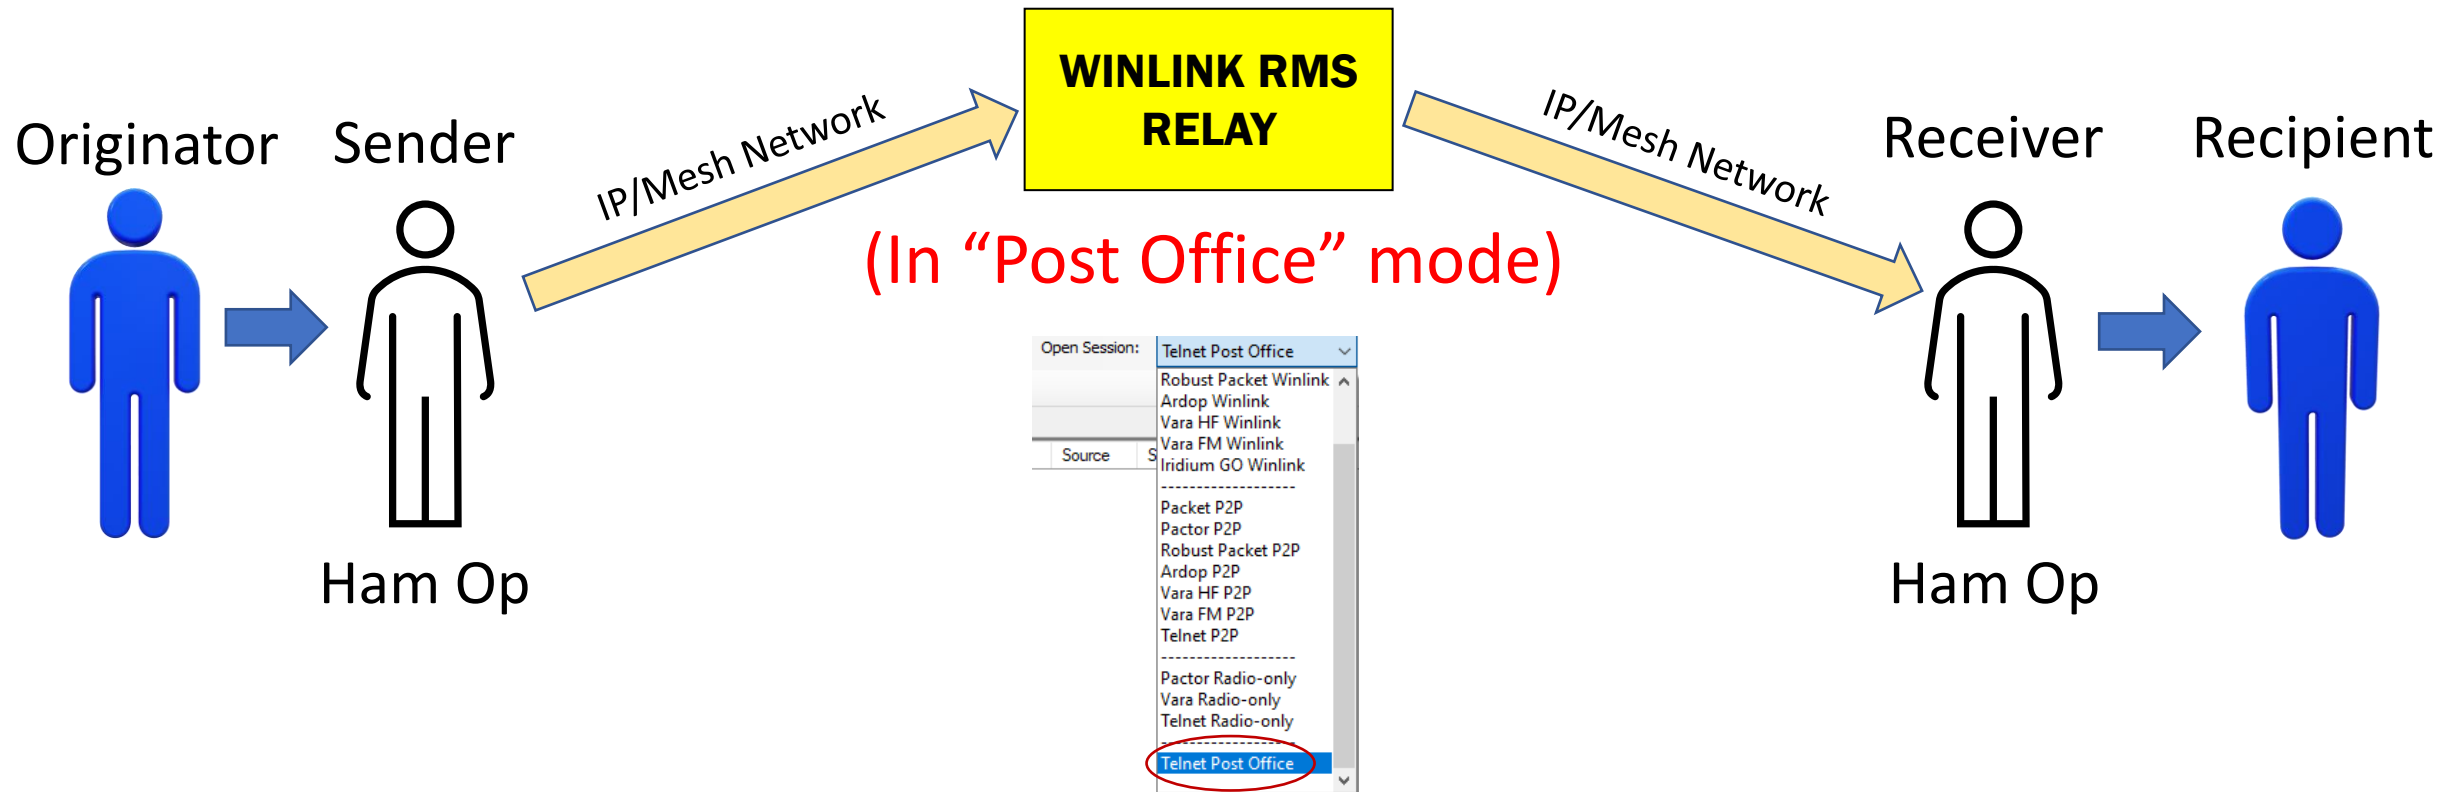 WINLINK RMS
RELAY
Originator
Sender
IP/Mesh Network
IP/Mesh Network
Receiver
Recipient
(In “Post Office” mode)
Open Session:
Telnet Post Office
Robust Packet Winlink
Ardop Winlink
Vara HF Winlink
Vara FM Winlink
Source
S
Iridium GO Winlink
-------------------
Packet P2P
Pactor P2P
Robust Packet P2P
Ardop P2P
Vara HF P2P
Vara FM P2P
Telnet P2P
-------------------
Pactor Radio-only
Vara Radio-only
Telnet Radio-only
-------------------
Telnet Post Office
Ham Op
Ham Op